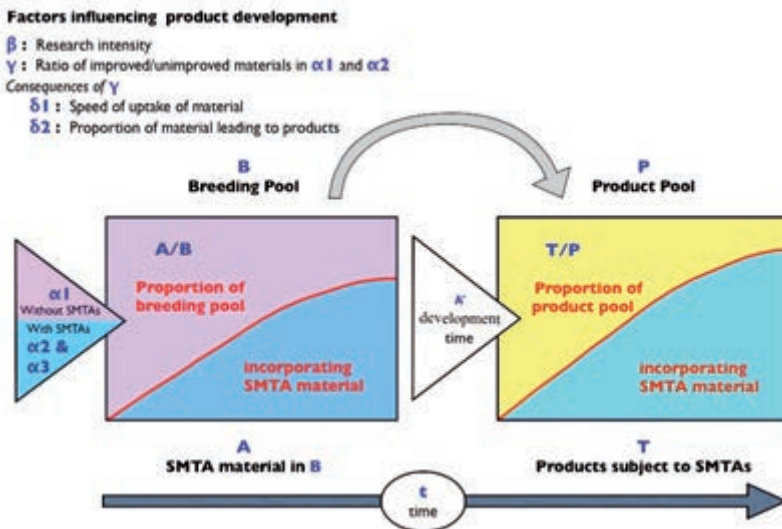 Factors influencing product development
β : Research intensity
γ : Ratio of improved/unimproved materials in α1 and α2
Consequences of γ
δ1 : Speed of uptake of material
δ2 : Proportion of material leading to products
B
Breeding Pool
P
Product Pool
A/B
Proportion of
breeding pool
incorporating
SMTA material
α1
Without SMTAs
With SMTAs
α2 &
α3
κ
development
time
T/P
Proportion of
product pool
incorporating
SMTA material
A
SMTA material in B
T
Products subject to SMTAs
t
time